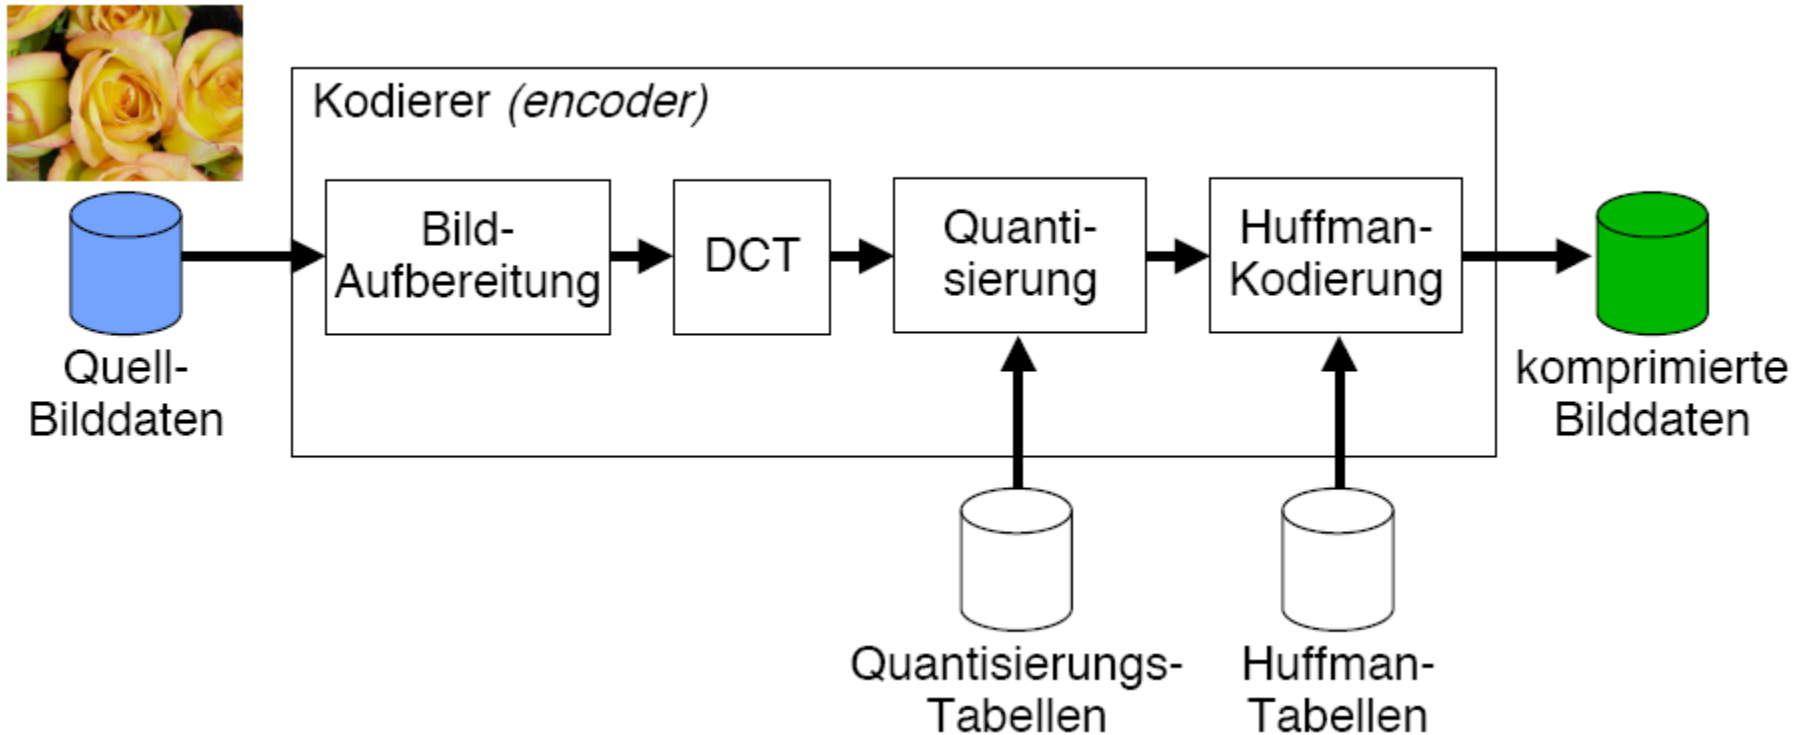 Kodierer (encoder)
Bild-
Aufbereitung
DCT
Quanti-
sierung
Huffman-
Kodierung
Quell-
Bilddaten
komprimierte
Bilddaten
Quantisierungs-
Tabellen
Huffman-
Tabellen